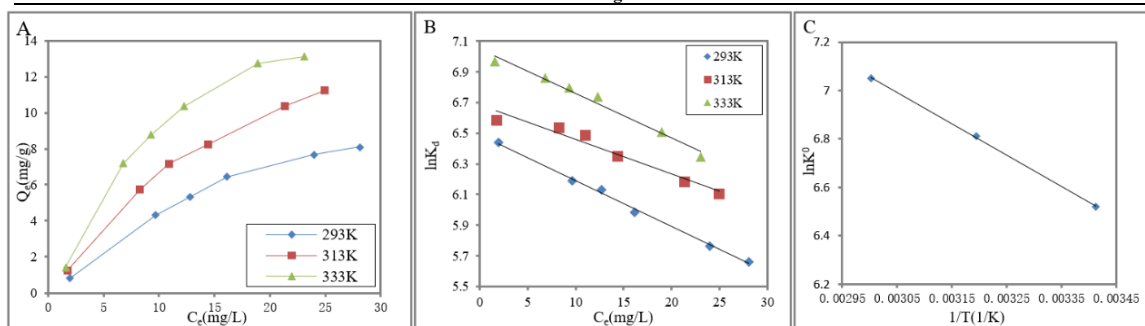 A
Qe(mg/g)
14
12
10
8
6
4
2
0
0
5
10
15
20
25
30
Ce(mg/L)
293K
313K
333K
B
lnKd
7.1
6.9
6.7
6.5
6.3
6.1
5.9
5.7
5.5
0
5
10
15
20
25
30
Ce(mg/L)
293K
313K
333K
C
lnK0
7.2
7
6.8
6.6
6.4
6.2
0.00295
0.00305
0.00315
0.00325
0.00335
0.00345
1/T(1/K)